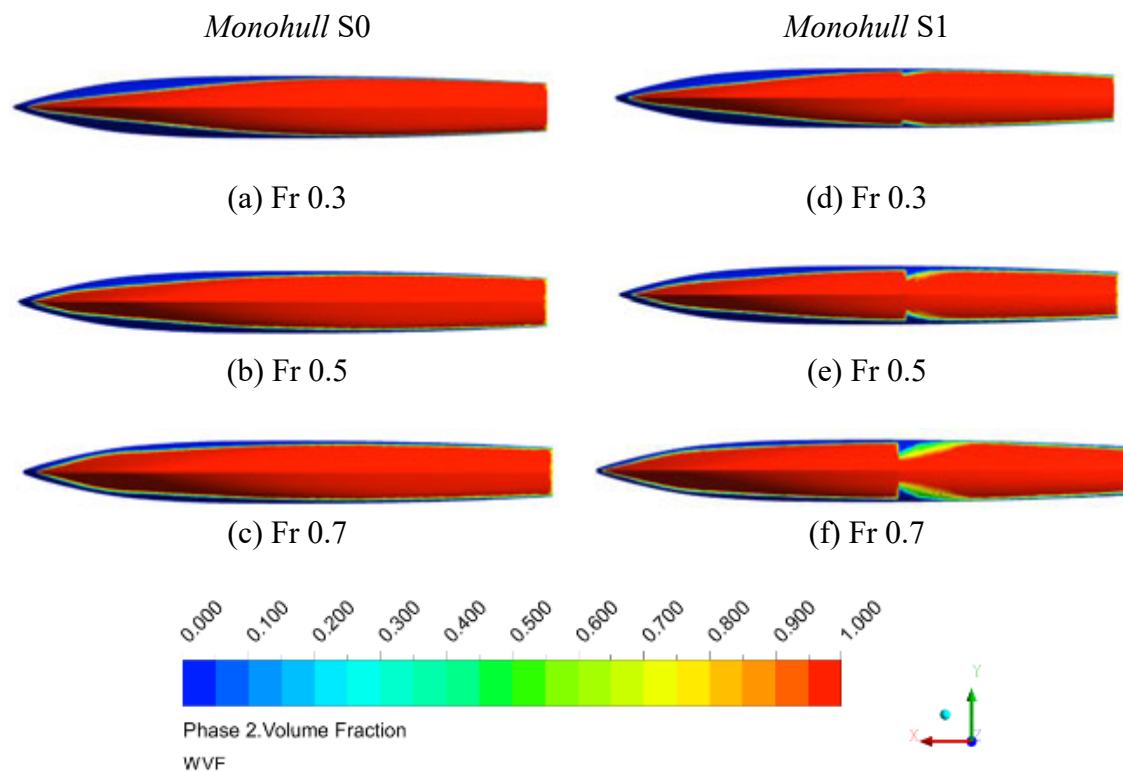 Monohull S0
Monohull S1
(a) Fr 0.3
(d) Fr 0.3
(b) Fr 0.5
(e) Fr 0.5
(c) Fr 0.7
(f) Fr 0.7
0.000 0.100 0.200 0.300 0.400 0.500 0.600 0.700 0.800 0.900 1.000
Phase 2.Volume Fraction
WVF
Y
X
Z